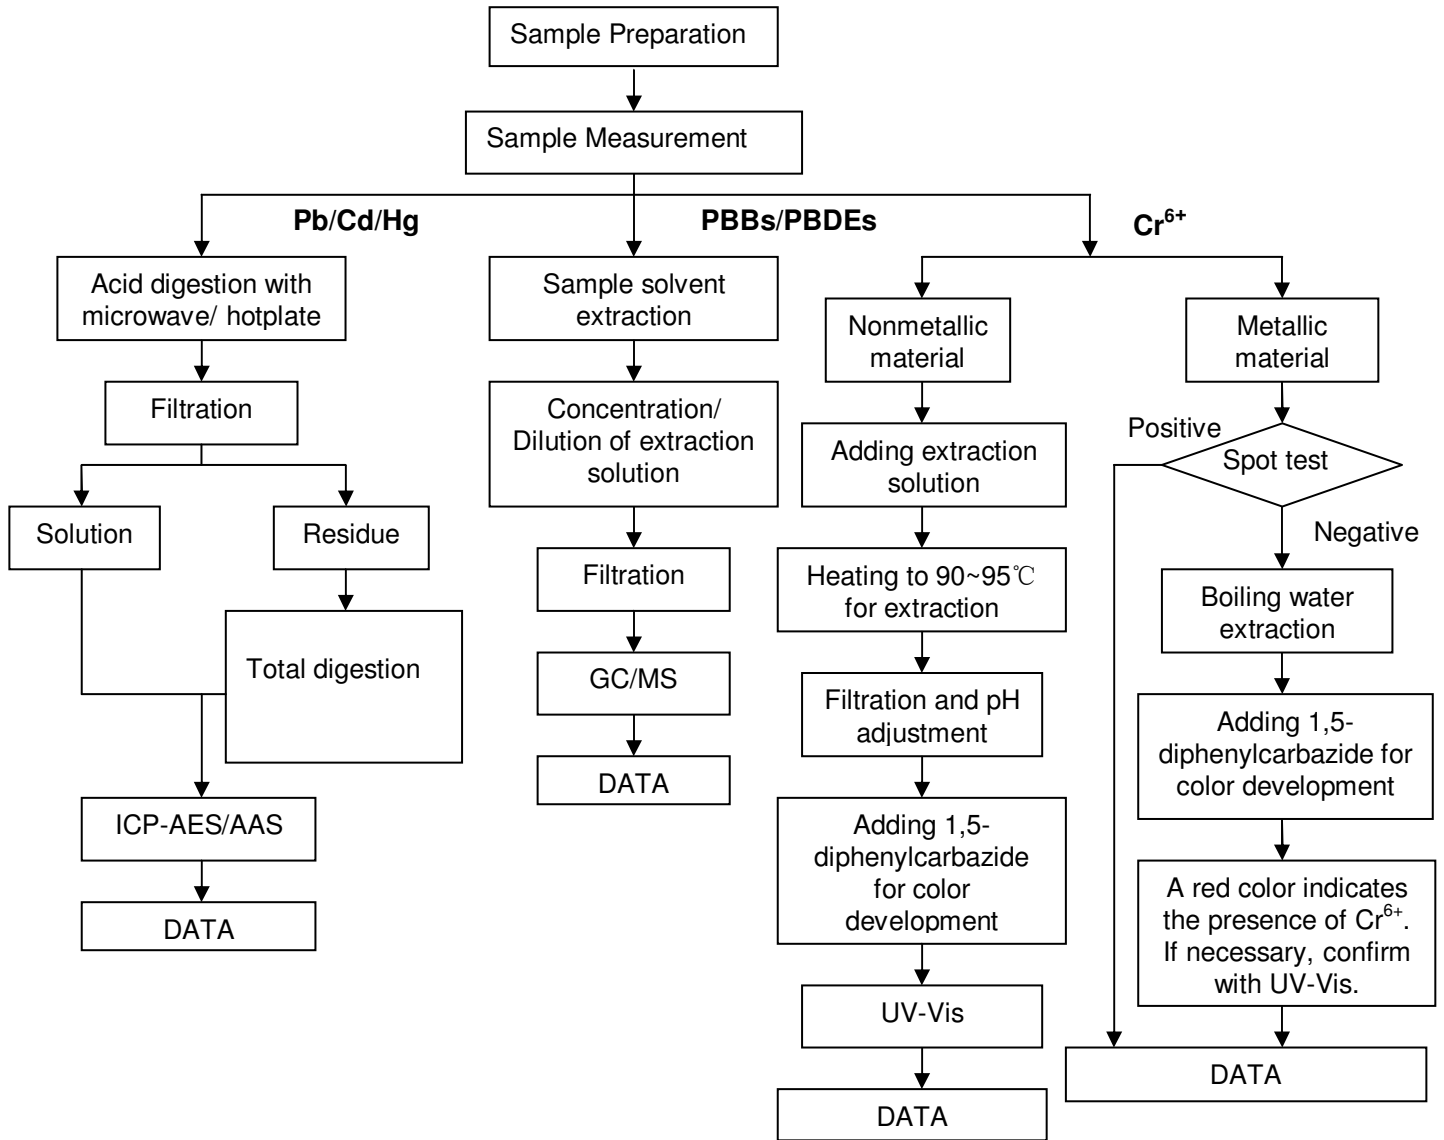 Sample Preparation
Sample Measurement
Pb/Cd/Hg
PBBs/PBDEs
Cr⁶⁺
Acid digestion with
microwave/ hotplate
Filtration
Solution
Residue
Total digestion
ICP-AES/AAS
DATA
Sample solvent
extraction
Concentration/
Dilution of extraction
solution
Filtration
GC/MS
DATA
Nonmetallic
material
Adding extraction
solution
Heating to 90~95℃
for extraction
Filtration and pH
adjustment
Adding 1,5-
diphenylcarbazide
for color
development
UV-Vis
DATA
Metallic
material
Positive
Spot test
Negative
Boiling water
extraction
Adding 1,5-
diphenylcarbazide for
color development
A red color indicates
the presence of Cr⁶⁺.
If necessary, confirm
with UV-Vis.
DATA